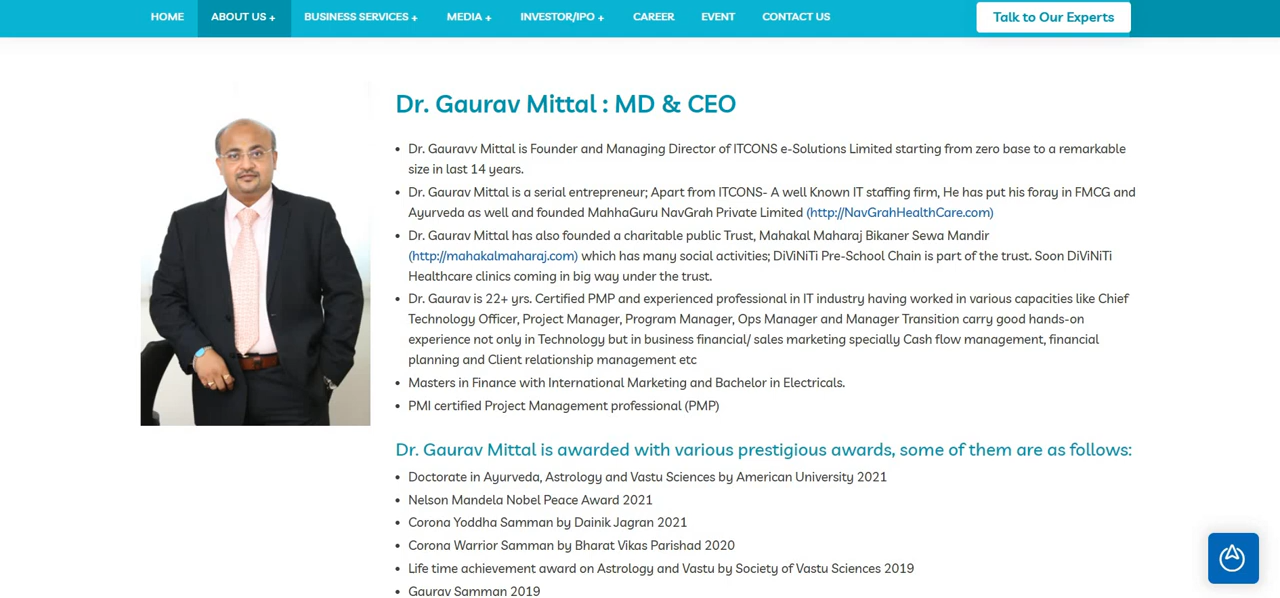 HOME ABOUT US + BUSINESS SERVICES + MEDIA + INVESTOR/IPO + CAREER EVENT CONTACT US Talk to Our Experts
Dr. Gaurav Mittal : MD & CEO
• Dr. Gauravv Mittal is Founder and Managing Director of ITCONS e-Solutions Limited starting from zero base to a remarkable
size in last 14 years.
• Dr. Gaurav Mittal is a serial entrepreneur; Apart from ITCONS- A well Known IT staffing firm, He has put his foray in FMCG and
Ayurveda as well and founded MahhaGuru NavGrah Private Limited (http://NavGrahHealthCare.com)
• Dr. Gaurav Mittal has also founded a charitable public Trust, Mahakal Maharaj Bikaner Sewa Mandir
(http://mahakalmaharaj.com) which has many social activities; DiViNiTi Pre-School Chain is part of the trust. Soon DiViNiTi
Healthcare clinics coming in big way under the trust.
• Dr. Gaurav is 22+ yrs. Certified PMP and experienced professional in IT industry having worked in various capacities like Chief
Technology Officer, Project Manager, Program Manager, Ops Manager and Manager Transition carry good hands-on
experience not only in Technology but in business financial/ sales marketing specially Cash flow management, financial
planning and Client relationship management etc
• Masters in Finance with International Marketing and Bachelor in Electricals.
• PMI certified Project Management professional (PMP)
Dr. Gaurav Mittal is awarded with various prestigious awards, some of them are as follows:
• Doctorate in Ayurveda, Astrology and Vastu Sciences by American University 2021
• Nelson Mandela Nobel Peace Award 2021
• Corona Yoddha Samman by Dainik Jagran 2021
• Corona Warrior Samman by Bharat Vikas Parishad 2020
• Life time achievement award on Astrology and Vastu by Society of Vastu Sciences 2019
• Gaurav Samman 2019